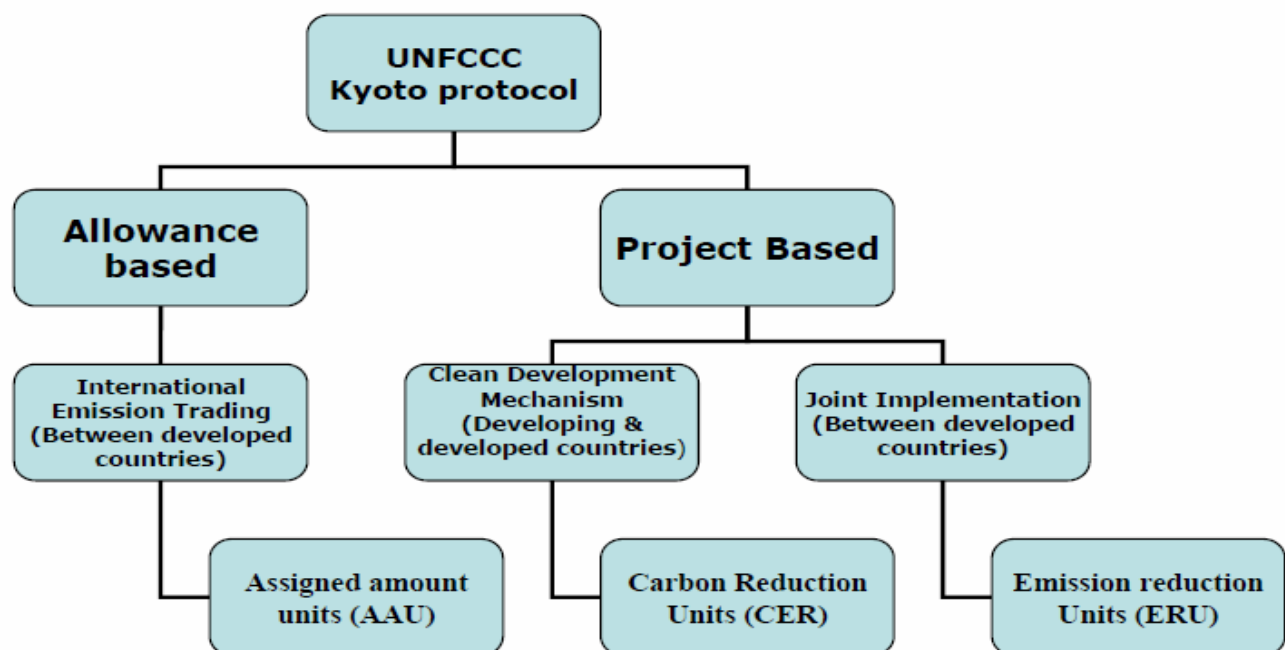 UNFCCC
Kyoto protocol
Allowance
based
Project Based
International
Emission Trading
(Between developed
countries)
Clean Development
Mechanism
(Developing &
developed countries)
Joint Implementation
(Between developed
countries)
Assigned amount
units (AAU)
Carbon Reduction
Units (CER)
Emission reduction
Units (ERU)